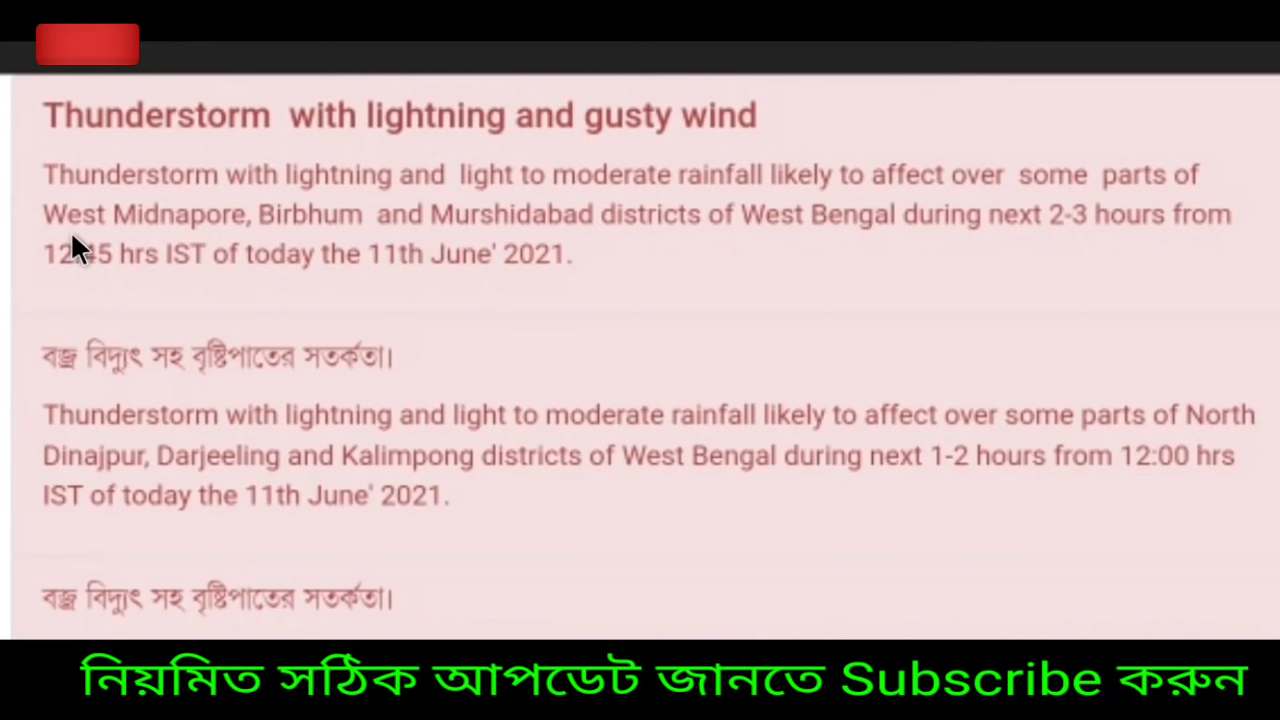 Thunderstorm with lightning and gusty wind
Thunderstorm with lightning and light to moderate rainfall likely to affect over some parts of
West Midnapore, Birbhum and Murshidabad districts of West Bengal during next 2-3 hours from
hrs IST of today the 11th June' 2021.
বজ্র বিদ্যুৎ সহ বৃষ্টিপাতের সতর্কতা।
Thunderstorm with lightning and light to moderate rainfall likely to affect over some parts of North
Dinajpur, Darjeeling and Kalimpong districts of West Bengal during next 1-2 hours from 12:00 hrs
IST of today the 11th June' 2021.
বজ্র বিদ্যুৎ সহ বৃষ্টিপাতের সতর্কতা।
নিয়মিত সঠিক আপডেট জানতে Subscribe করুন